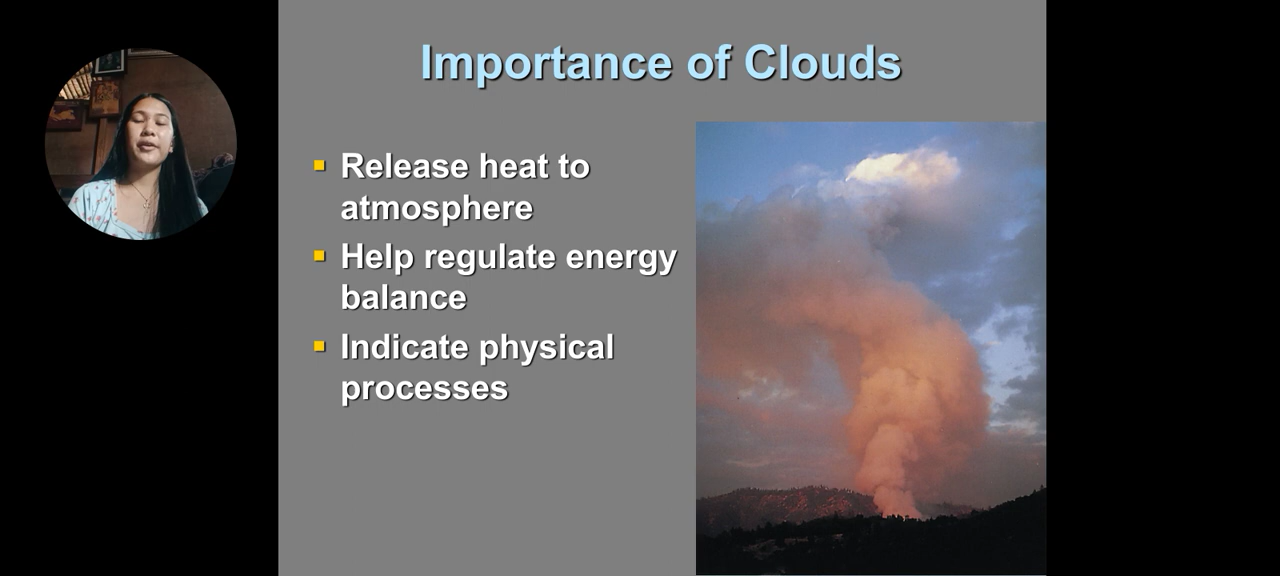 Importance of Clouds
Release heat to
atmosphere
Help regulate energy
balance
Indicate physical
processes